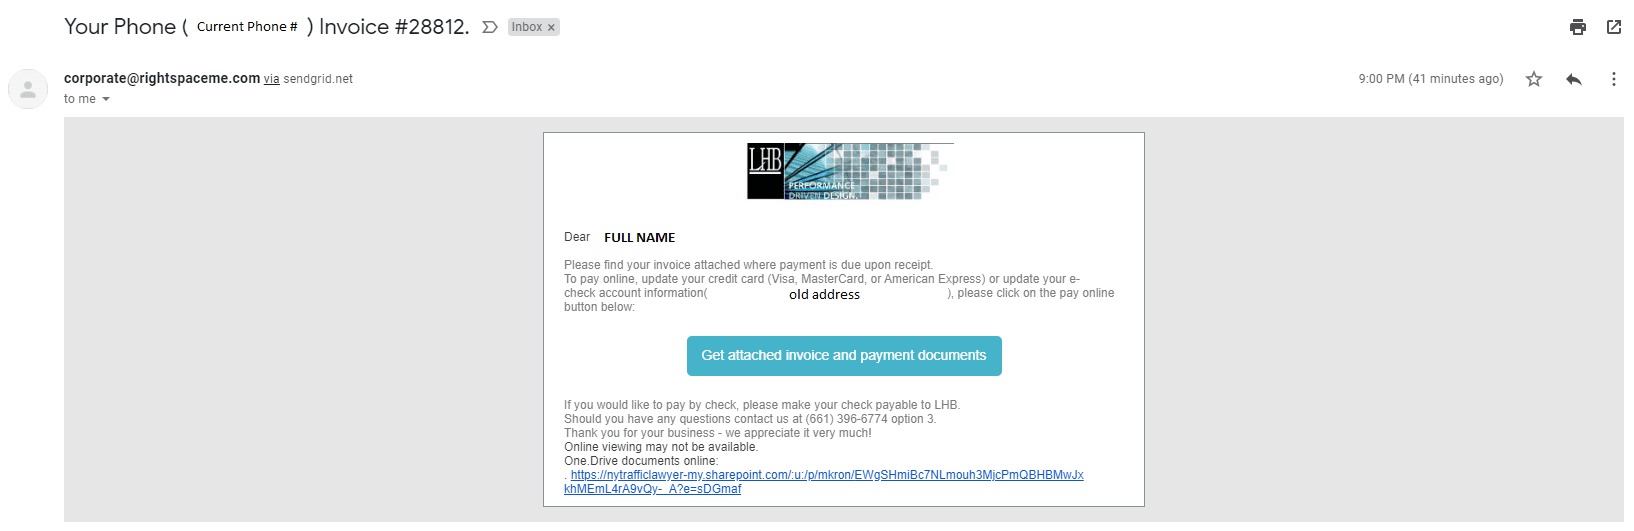 Your Phone ( Current Phone # ) Invoice #28812. Inbox x
corporate@rightspaceme.com via sendgrid.net 9:00 PM (41 minutes ago)
to me
LHB
PERFORMANCE
DRIVEN DESIGN.
Dear FULL NAME
Please find your invoice attached where payment is due upon receipt.
To pay online, update your credit card (Visa, MasterCard, or American Express) or update your e-
check account information( old address ), please click on the pay online
button below:
Get attached invoice and payment documents
If you would like to pay by check, please make your check payable to LHB.
Should you have any questions contact us at (661) 396-6774 option 3.
Thank you for your business - we appreciate it very much!
Online viewing may not be available.
One.Drive documents online:
. https://nytrafficlawyer-my.sharepoint.com/:u:/p/mkron/EWgSHmiBc7NLmouh3MjcPmQBHBMwJx
khMEmL4rA9vQy-_A?e=sDGmaf